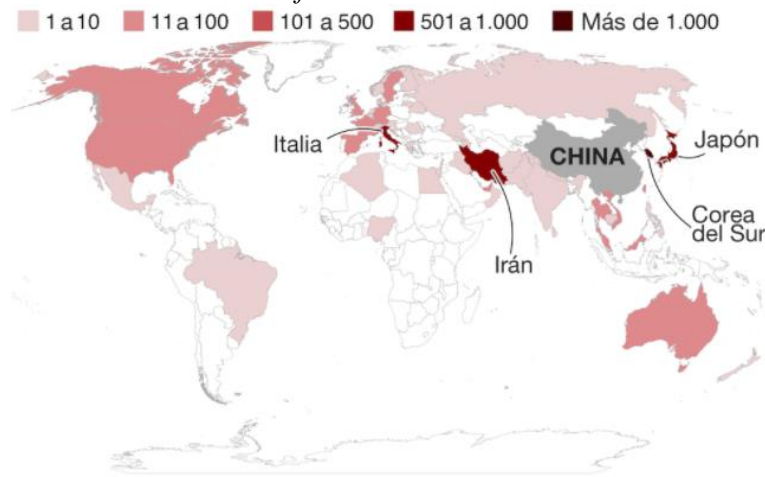 1 a 10 11 a 100 101 a 500 501 a 1.000 Más de 1.000
Italia
CHINA
Japón
Corea
del Sur
Irán